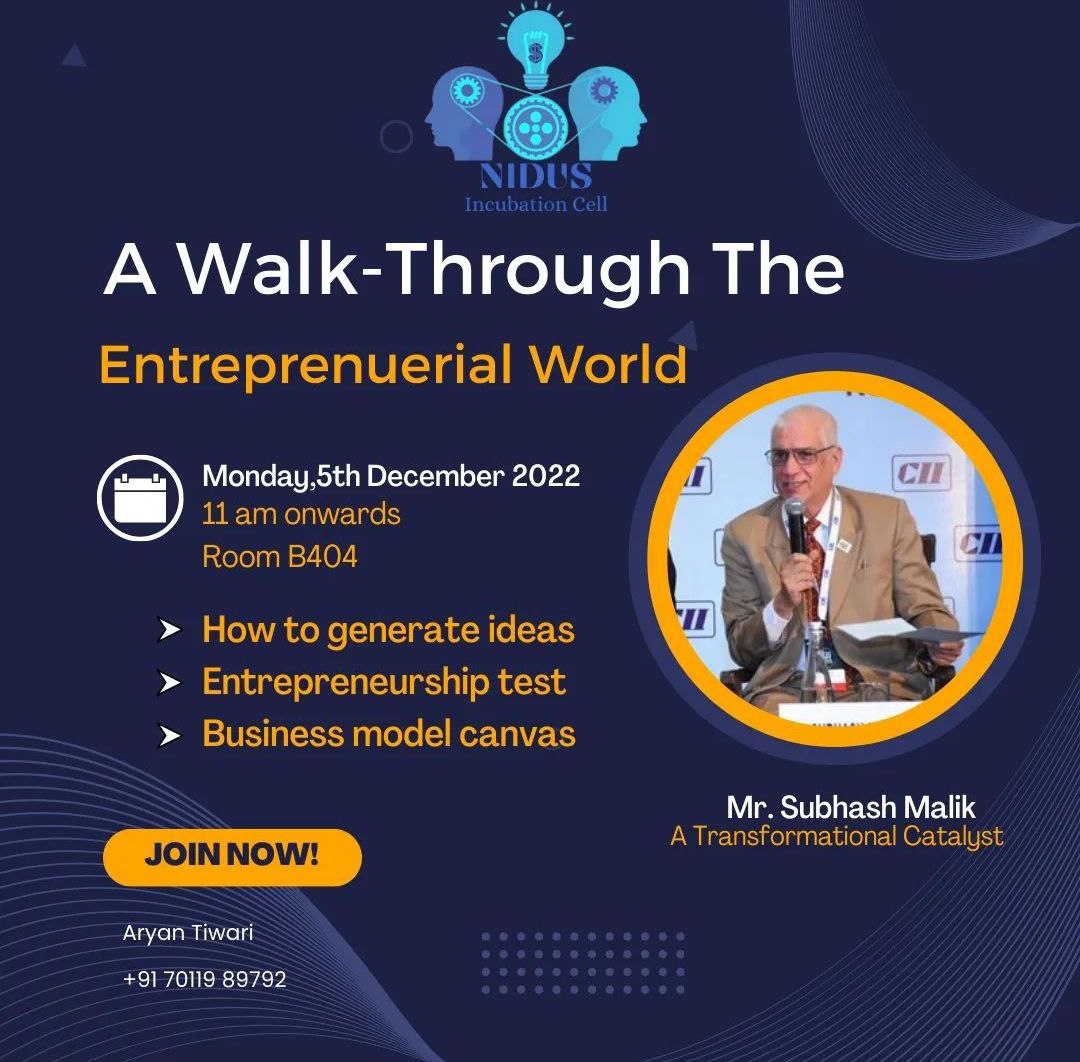 $
NIDUS
Incubation Cell
A Walk-Through The
Entreprenuerial World
Monday,5th December 2022
11 am onwards
Room B404
How to generate ideas
Entrepreneurship test
Business model canvas
CII
CII
Mr. Subhash Malik
A Transformational Catalyst
JOIN NOW!
Aryan Tiwari
+91 70119 89792